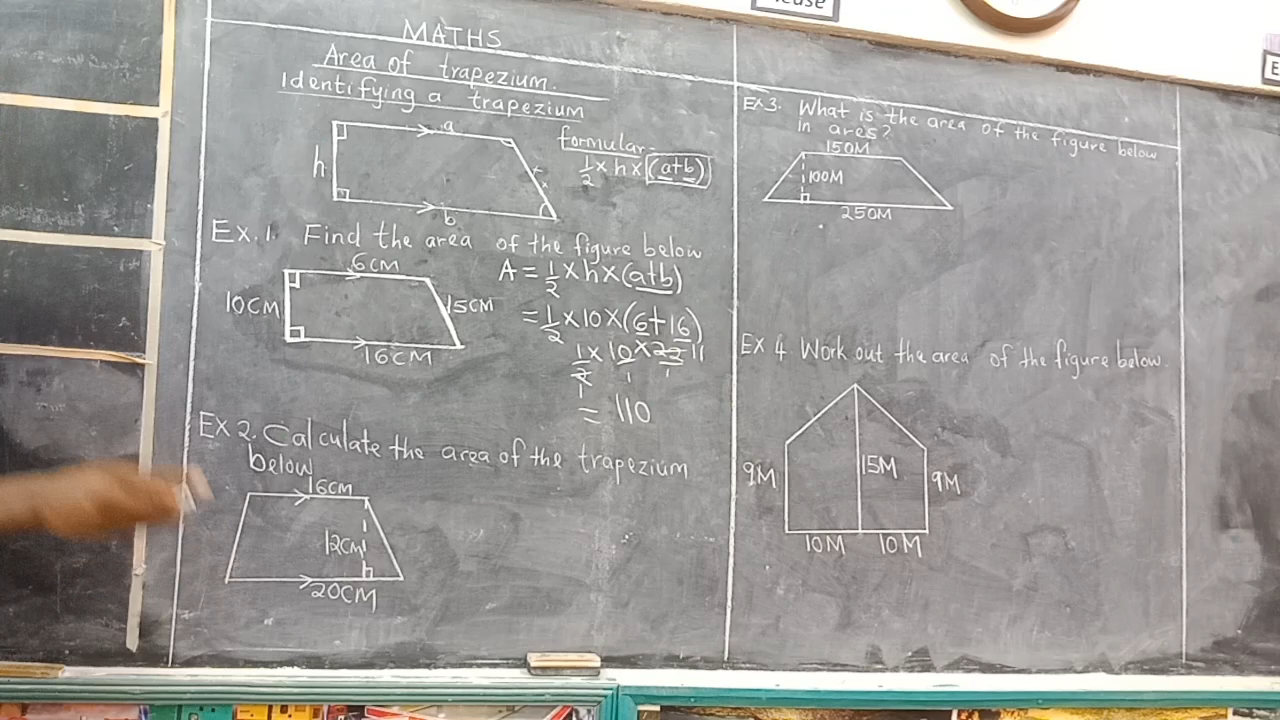 MATHS
Area of trapezium.
Identifying a trapezium
a
h
b
formular-
½ × h × (a+b)
Ex. 1. Find the area of the figure below
6CM
10CM
15CM
16CM
A = ½ × h × (a+b)
= ½ × 10 × (6+16)
½ × 10 × 22 11
1 1 1
= 110
EX 2. Calculate the area of the trapezium
below
16CM
12CM
20CM
EX 3. What is the area of the figure below
in ares?
150M
100M
250M
EX 4. Work out the area of the figure below.
9M
15M
9M
10M 10M